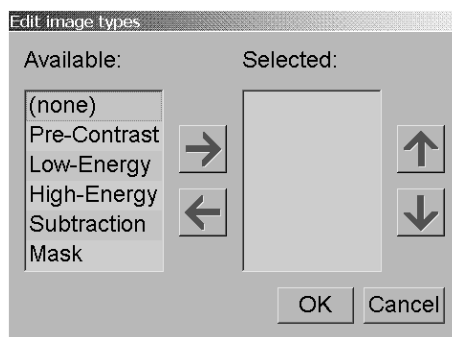 Edit image types
Available:
Selected:
(none)
Pre-Contrast
Low-Energy
High-Energy
Subtraction
Mask
OK
Cancel